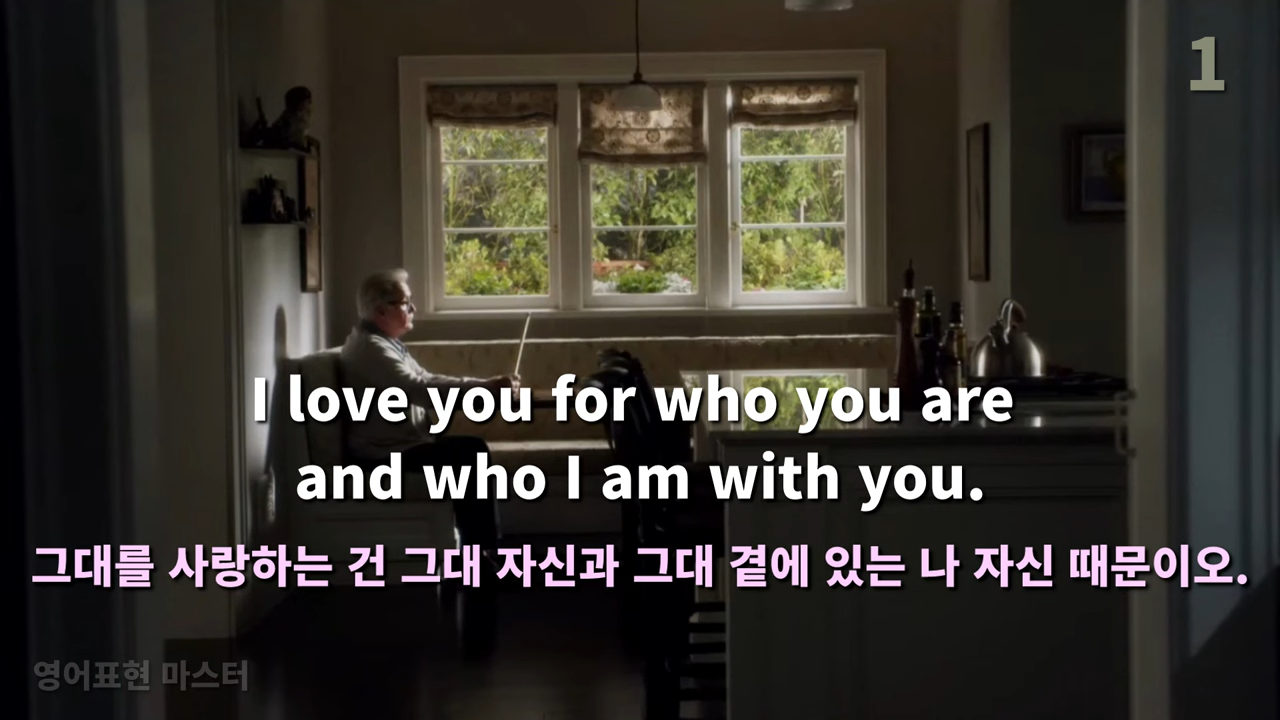 1
I love you for who you are
and who I am with you.
그대를 사랑하는 건 그대 자신과 그대 곁에 있는 나 자신 때문이오.
영어표현 마스터